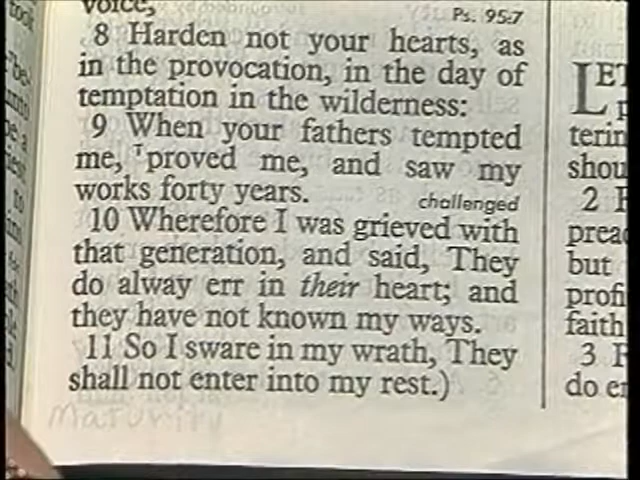 voice,
Ps. 95:7
8 Harden not your hearts, as
in the provocation, in the day of
temptation in the wilderness:
9 When your fathers tempted
me, ᵀproved me, and saw my
works forty years. challenged
10 Wherefore I was grieved with
that generation, and said, They
do alway err in their heart; and
they have not known my ways.
11 So I sware in my wrath, They
shall not enter into my rest.)
Maturity
LET
p
terin
shou
2 F
preac
but
profi
faith
3 F
do en